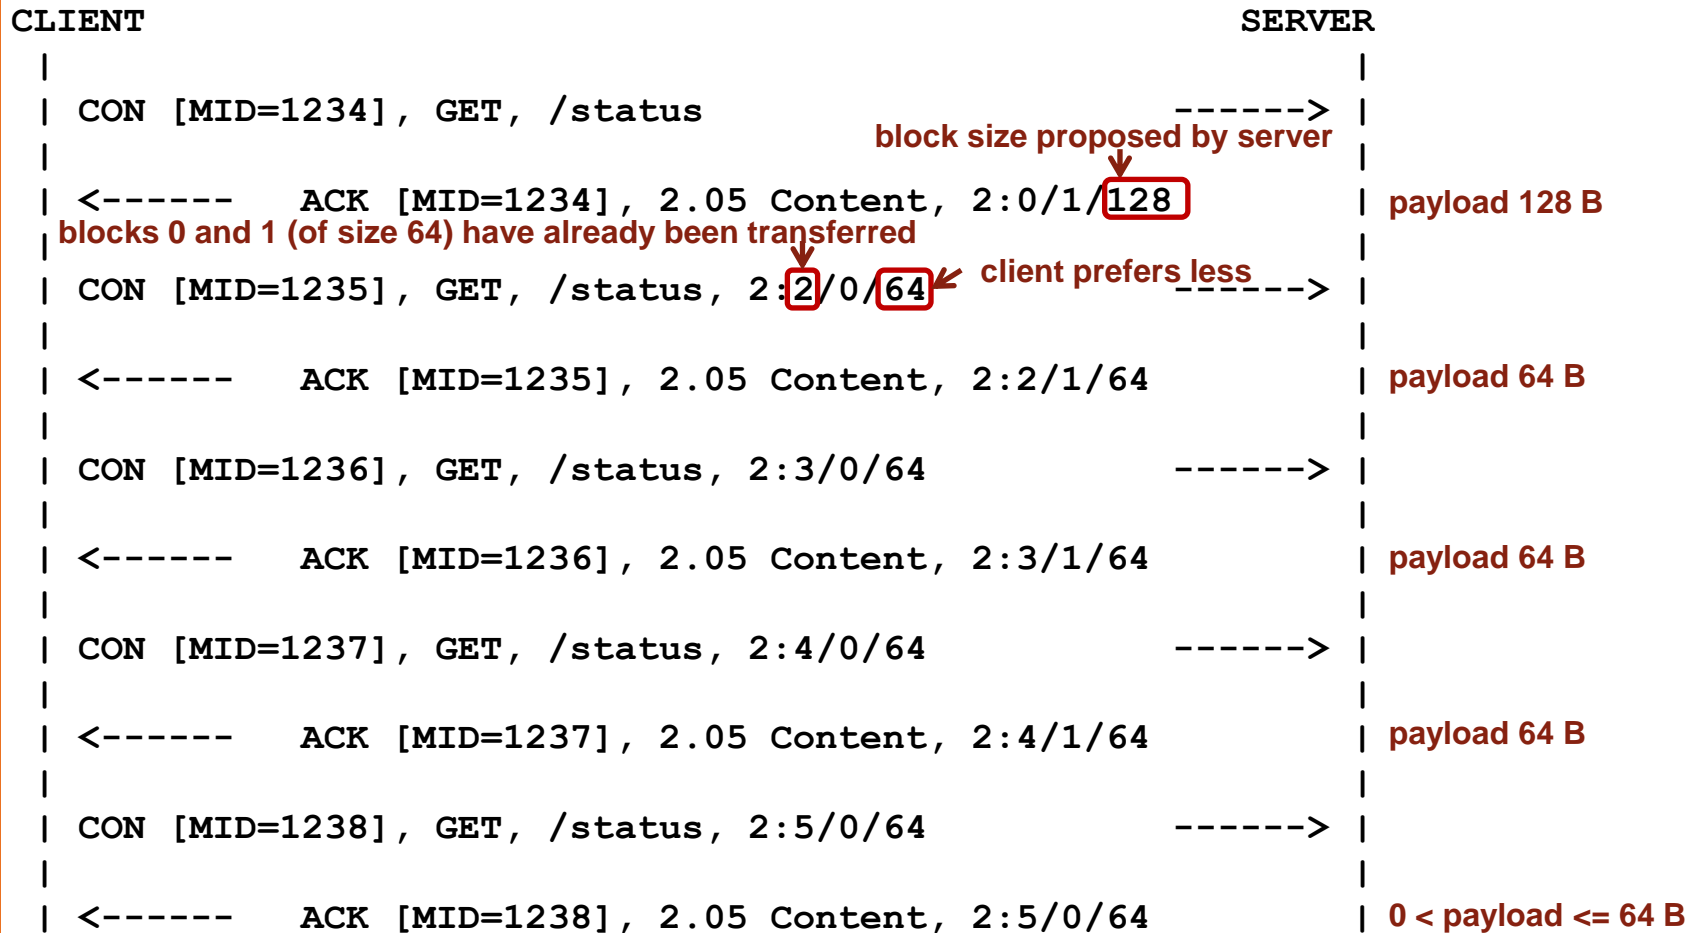 CLIENT SERVER
| |
| CON [MID=1234], GET, /status ------> |
block size proposed by server
| |
| <------ ACK [MID=1234], 2.05 Content, 2:0/1/128 | payload 128 B
blocks 0 and 1 (of size 64) have already been transferred
| |
client prefers less
| CON [MID=1235], GET, /status, 2:2/0/64 ------> |
| |
| <------ ACK [MID=1235], 2.05 Content, 2:2/1/64 | payload 64 B
| |
| CON [MID=1236], GET, /status, 2:3/0/64 ------> |
| |
| <------ ACK [MID=1236], 2.05 Content, 2:3/1/64 | payload 64 B
| |
| CON [MID=1237], GET, /status, 2:4/0/64 ------> |
| |
| <------ ACK [MID=1237], 2.05 Content, 2:4/1/64 | payload 64 B
| |
| CON [MID=1238], GET, /status, 2:5/0/64 ------> |
| |
| <------ ACK [MID=1238], 2.05 Content, 2:5/0/64 | 0 < payload <= 64 B